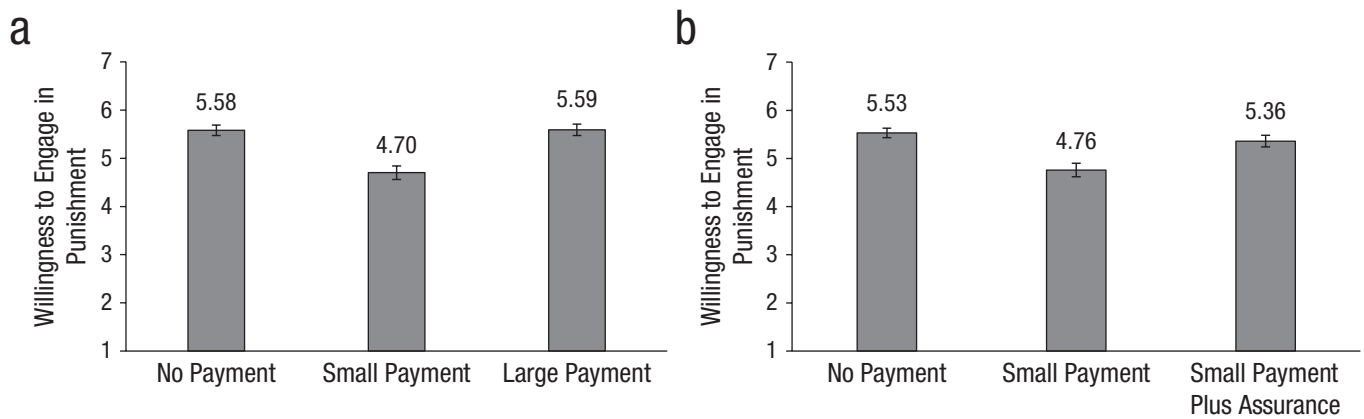 a
Willingness to Engage in
Punishment
7
6
5
4
3
2
1
5.58
4.70
5.59
No Payment
Small Payment
Large Payment
b
Willingness to Engage in
Punishment
7
6
5
4
3
2
1
5.53
4.76
5.36
No Payment
Small Payment
Small Payment
Plus Assurance